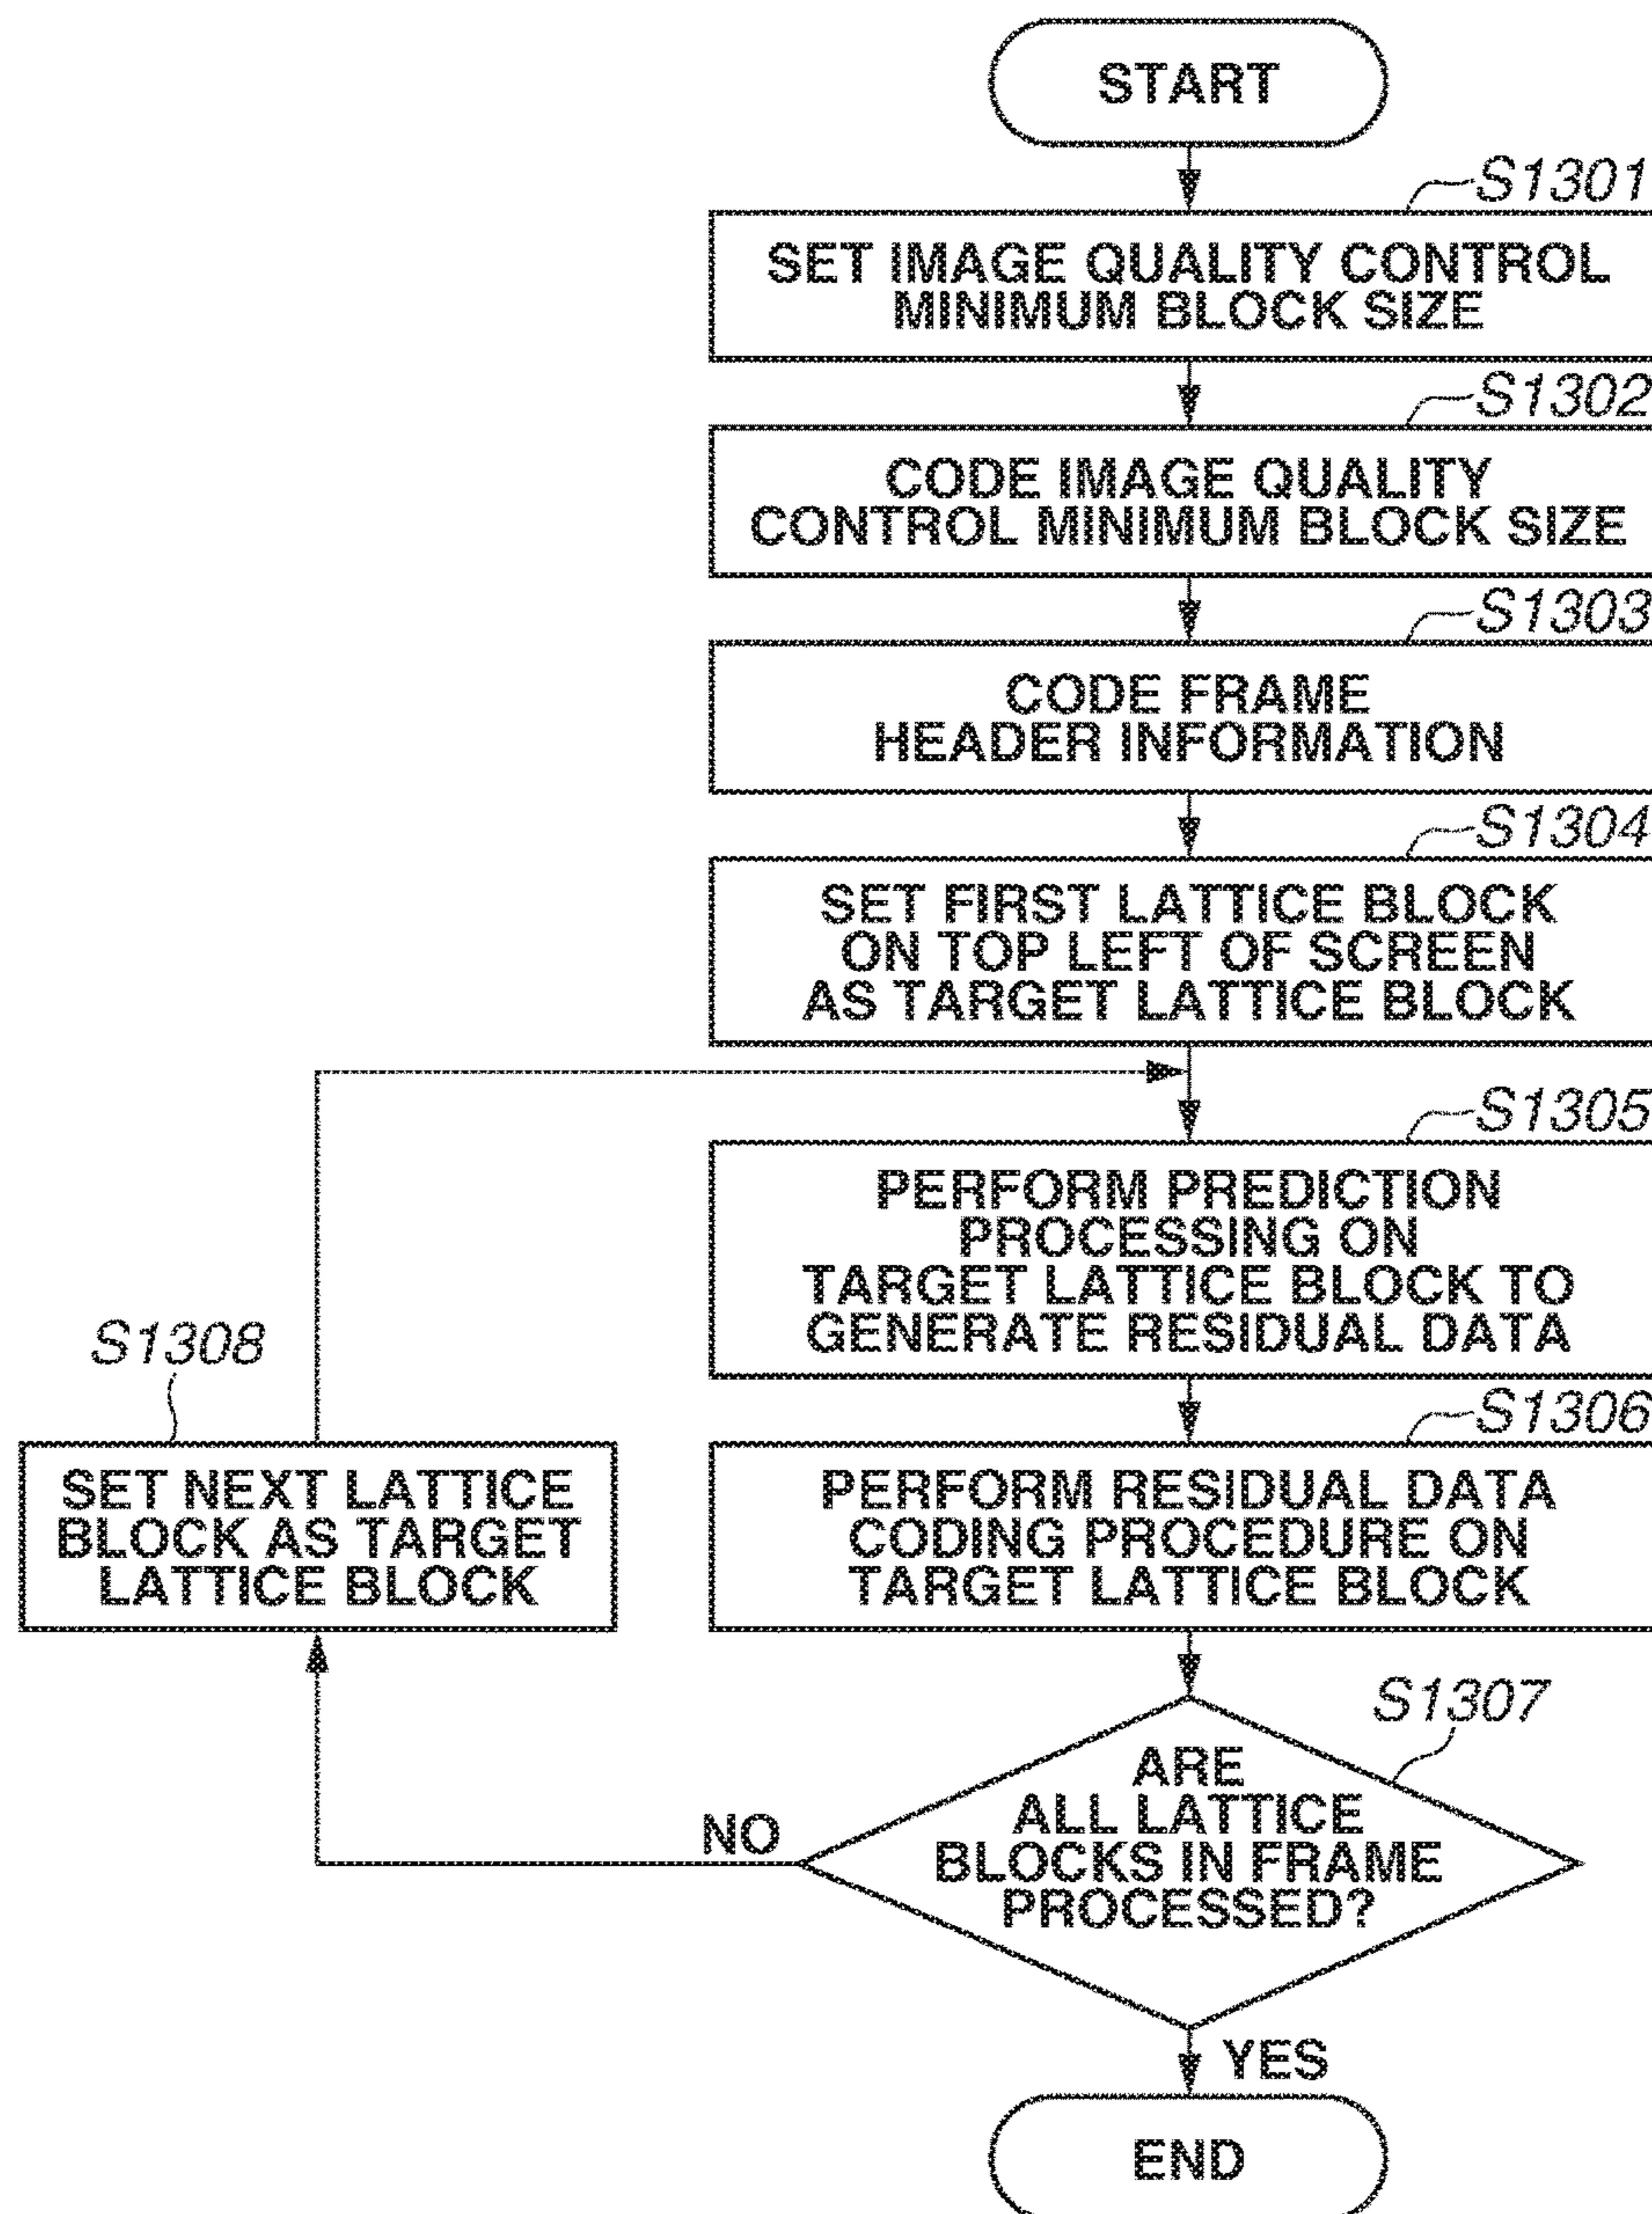 START
S1301
SET IMAGE QUALITY CONTROL
MINIMUM BLOCK SIZE
S1302
CODE IMAGE QUALITY
CONTROL MINIMUM BLOCK SIZE
S1303
CODE FRAME
HEADER INFORMATION
S1304
SET FIRST LATTICE BLOCK
ON TOP LEFT OF SCREEN
AS TARGET LATTICE BLOCK
S1305
PERFORM PREDICTION
PROCESSING ON
TARGET LATTICE BLOCK TO
GENERATE RESIDUAL DATA
S1308
SET NEXT LATTICE
BLOCK AS TARGET
LATTICE BLOCK
S1306
PERFORM RESIDUAL DATA
CODING PROCEDURE ON
TARGET LATTICE BLOCK
S1307
ARE
ALL LATTICE
BLOCKS IN FRAME
PROCESSED?
NO
YES
END